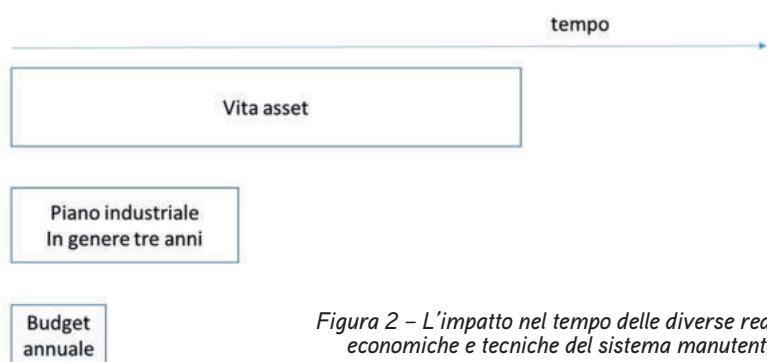 tempo
Vita asset
Piano industriale
In genere tre anni
Budget
annuale
Figura 2 – L'impatto nel tempo delle diverse
economiche e tecniche del sistema